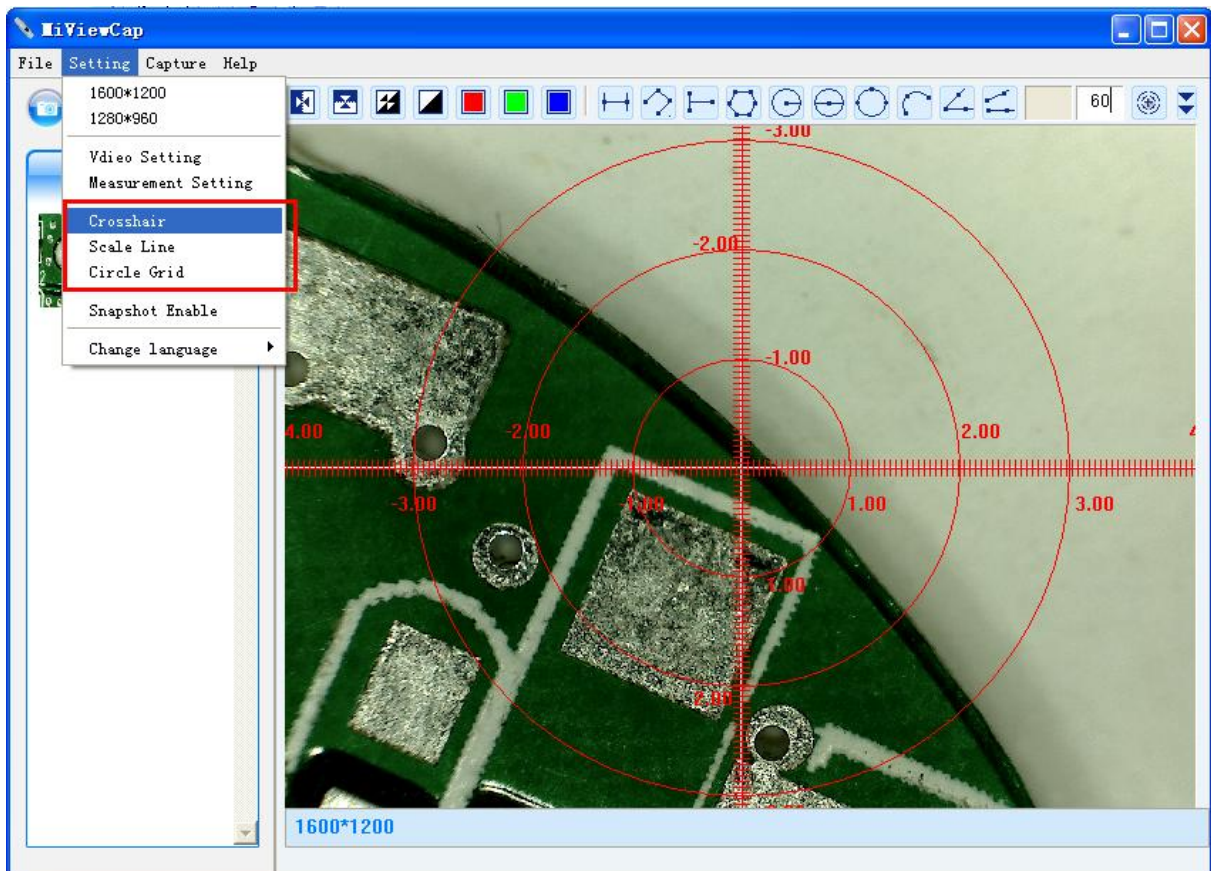 MiViewCap
File Setting Capture Help
1600*1200
1280*960
Vdieo Setting
Measurement Setting
Crosshair
Scale Line
Circle Grid
Snapshot Enable
Change language
60
-3.00
-2.00
-1.00
4.00 -2.00 2.00
-3.00 -1.00 1.00 3.00
1.00
2.00
1600*1200